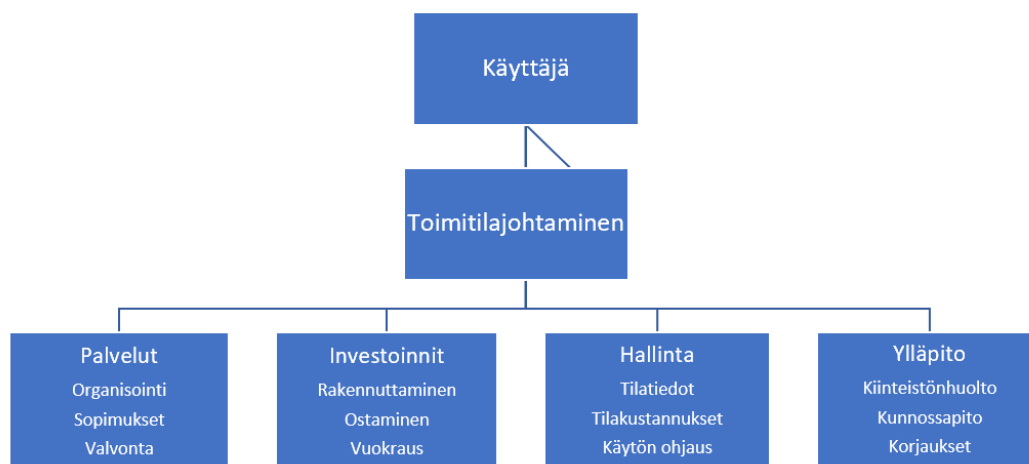 Käyttäjä
Toimitilajohtaminen
Palvelut
Organisointi
Sopimukset
Valvonta
Investoinnit
Rakennuttaminen
Ostaminen
Vuokraus
Hallinta
Tilatiedot
Tilakustannukset
Käytön ohjaus
Ylläpito
Kiinteistönhuolto
Kunnossapito
Korjaukset